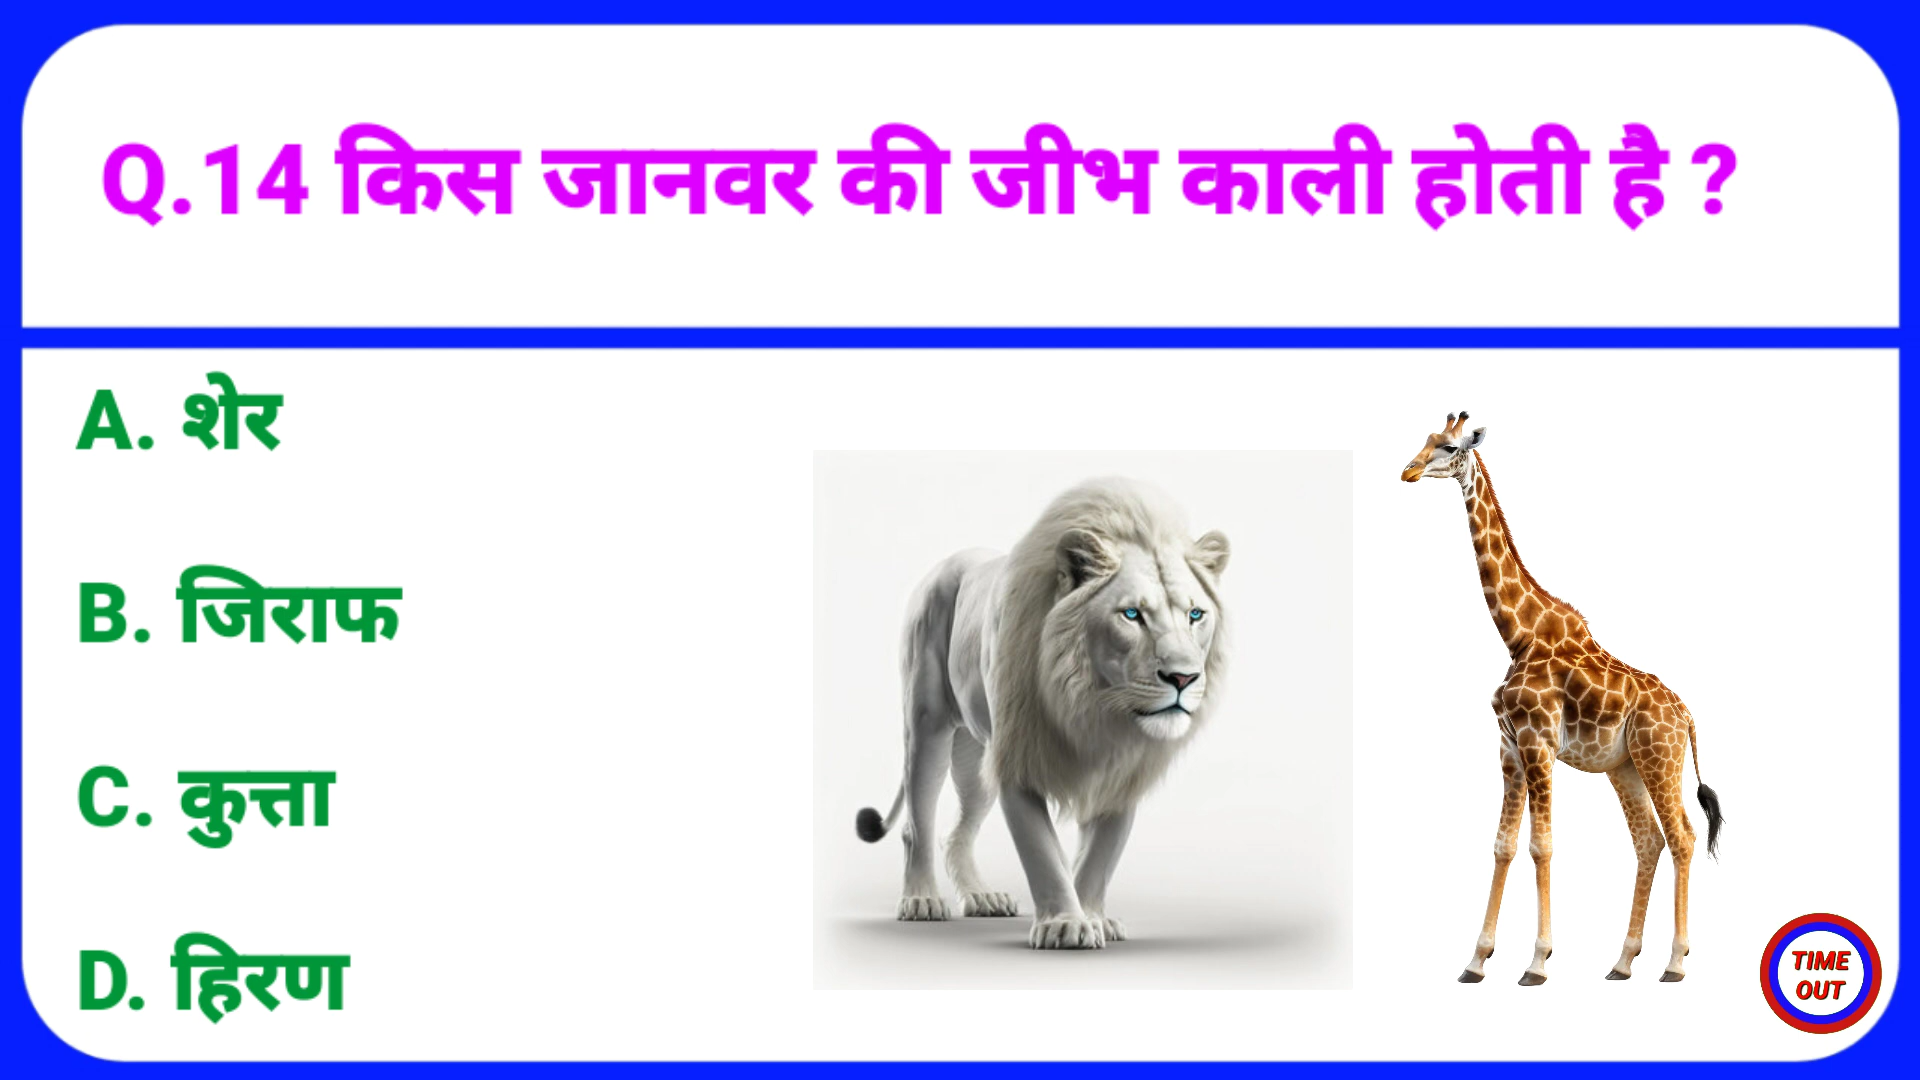 Q.14 किस जानवर की जीभ काली होती है ?
A. शेर
B. जिराफ
C. कुत्ता
D. हिरण
TIME
OUT